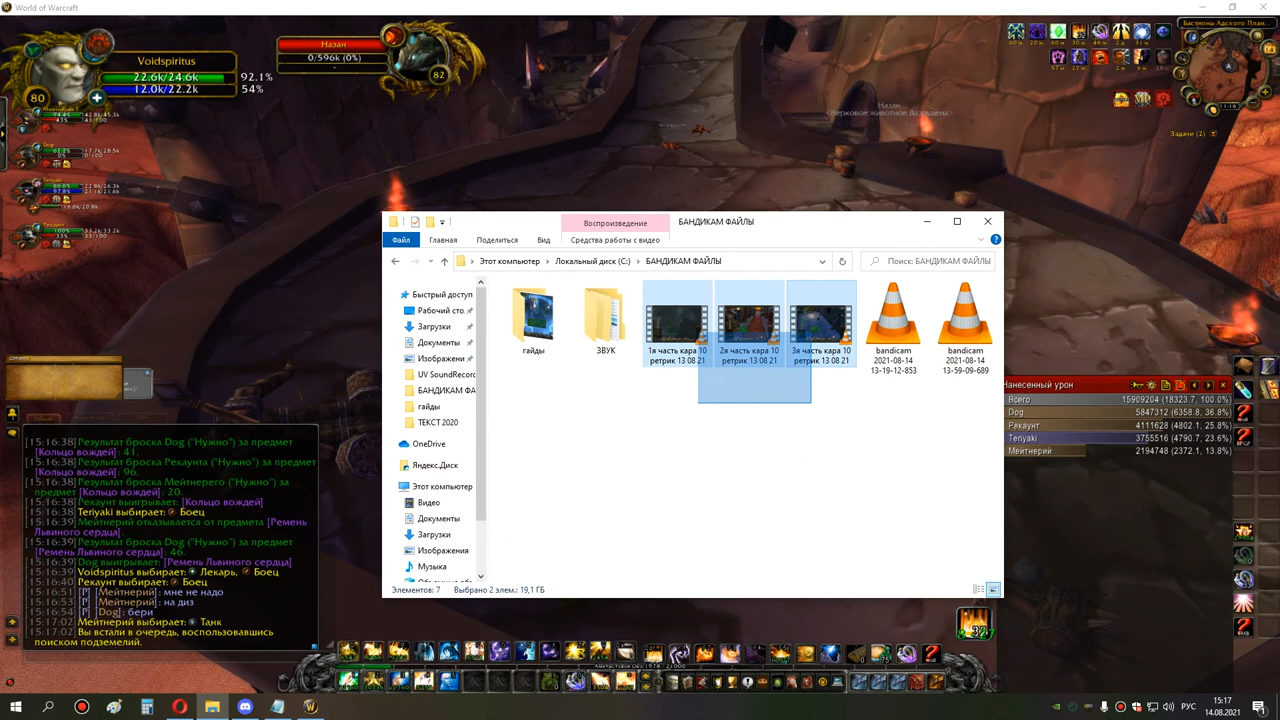 World of Warcraft
Voidspiritus
22.6k/24.6k 92.1%
12.0k/22.2k 54%
80
Назан
0/596k (0%)
82
Бастионы Адского Плам...
11:16
Задачи (2)
Назан
<Верховое животное Вазрудена>
Dog
Teriyaki
Рекаунт
Воспроизведение
БАНДИКАМ ФАЙЛЫ
Файл
Главная
Поделиться
Вид
Средства работы с видео
Этот компьютер
Локальный диск (C:)
БАНДИКАМ ФАЙЛЫ
Поиск: БАНДИКАМ ФАЙЛЫ
Быстрый доступ
Рабочий сто.
Загрузки
Документы
Изображени
UV SoundRecorc
БАНДИКАМ ФА
гайды
ТЕКСТ 2020
OneDrive
Яндекс.Диск
Этот компьютер
Видео
Документы
Загрузки
Изображения
Музыка
гайды
ЗВУК
1я часть кара 10
ретрик 13 08 21
2я часть кара 10
ретрик 13 08 21
3я часть кара 10
ретрик 13 08 21
bandicam
2021-08-14
13-19-12-853
bandicam
2021-08-14
13-59-09-689
Элементов: 7
Выбрано 2 элем.: 19,1 ГБ
Нанесенный урон
Всего 15909204 (18323.7, 100.0%)
Dog 5847312 (6358.8, 36.8%)
Рекаунт 4111628 (4802.1, 25.8%)
Teriyaki 3755516 (4790.7, 23.6%)
Мейтнерий 2194748 (2372.1, 13.8%)
[15:16:38] Результат броска Dog ("Нужно") за предмет
[Кольцо вождей]: 41.
[15:16:38] Результат броска Рекаунта ("Нужно") за предмет
[Кольцо вождей]: 96.
[15:16:38] Результат броска Мейтнерего ("Нужно") за
предмет [Кольцо вождей]: 20.
[15:16:38] Рекаунт выигрывает: [Кольцо вождей]
[15:16:38] Teriyaki выбирает: Боец
[15:16:39] Мейтнерий отказывается от предмета [Ремень
Львиного сердца].
[15:16:39] Результат броска Dog ("Нужно") за предмет
[Ремень Львиного сердца]: 46.
[15:16:39] Dog выигрывает: [Ремень Львиного сердца]
[15:16:39] Voidspiritus выбирает: Лекарь, Боец
[15:16:40] Рекаунт выбирает: Боец
[15:16:51] [P] [Мейтнерий]: мне не надо
[15:16:53] [P] [Мейтнерий]: на диз
[15:16:54] [P] [Dog]: бери
[15:17:02] Мейтнерий выбирает: Танк
[15:17:02] Вы встали в очередь, воспользовавшись
поиском подземелий.
РУС
15:17
14.08.2021